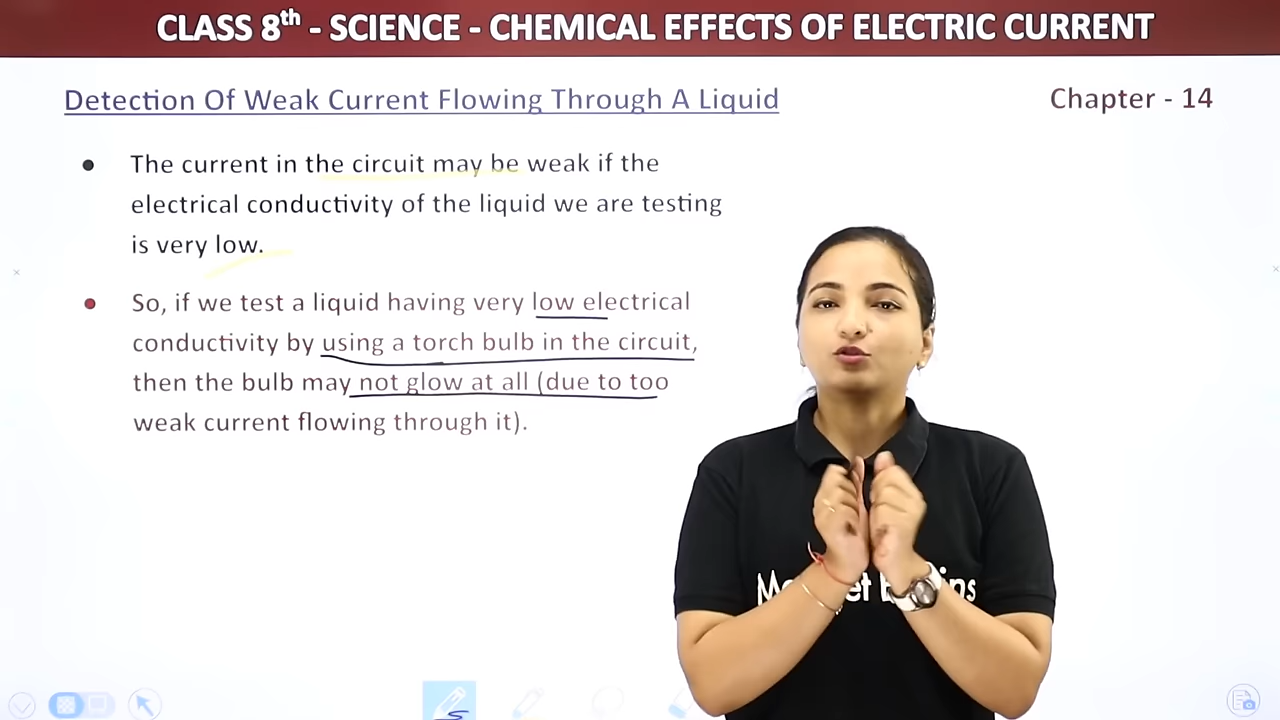 CLASS 8th - SCIENCE - CHEMICAL EFFECTS OF ELECTRIC CURRENT
Detection Of Weak Current Flowing Through A Liquid
Chapter - 14
The current in the circuit may be weak if the
electrical conductivity of the liquid we are testing
is very low.
So, if we test a liquid having very low electrical
conductivity by using a torch bulb in the circuit,
then the bulb may not glow at all (due to too
weak current flowing through it).